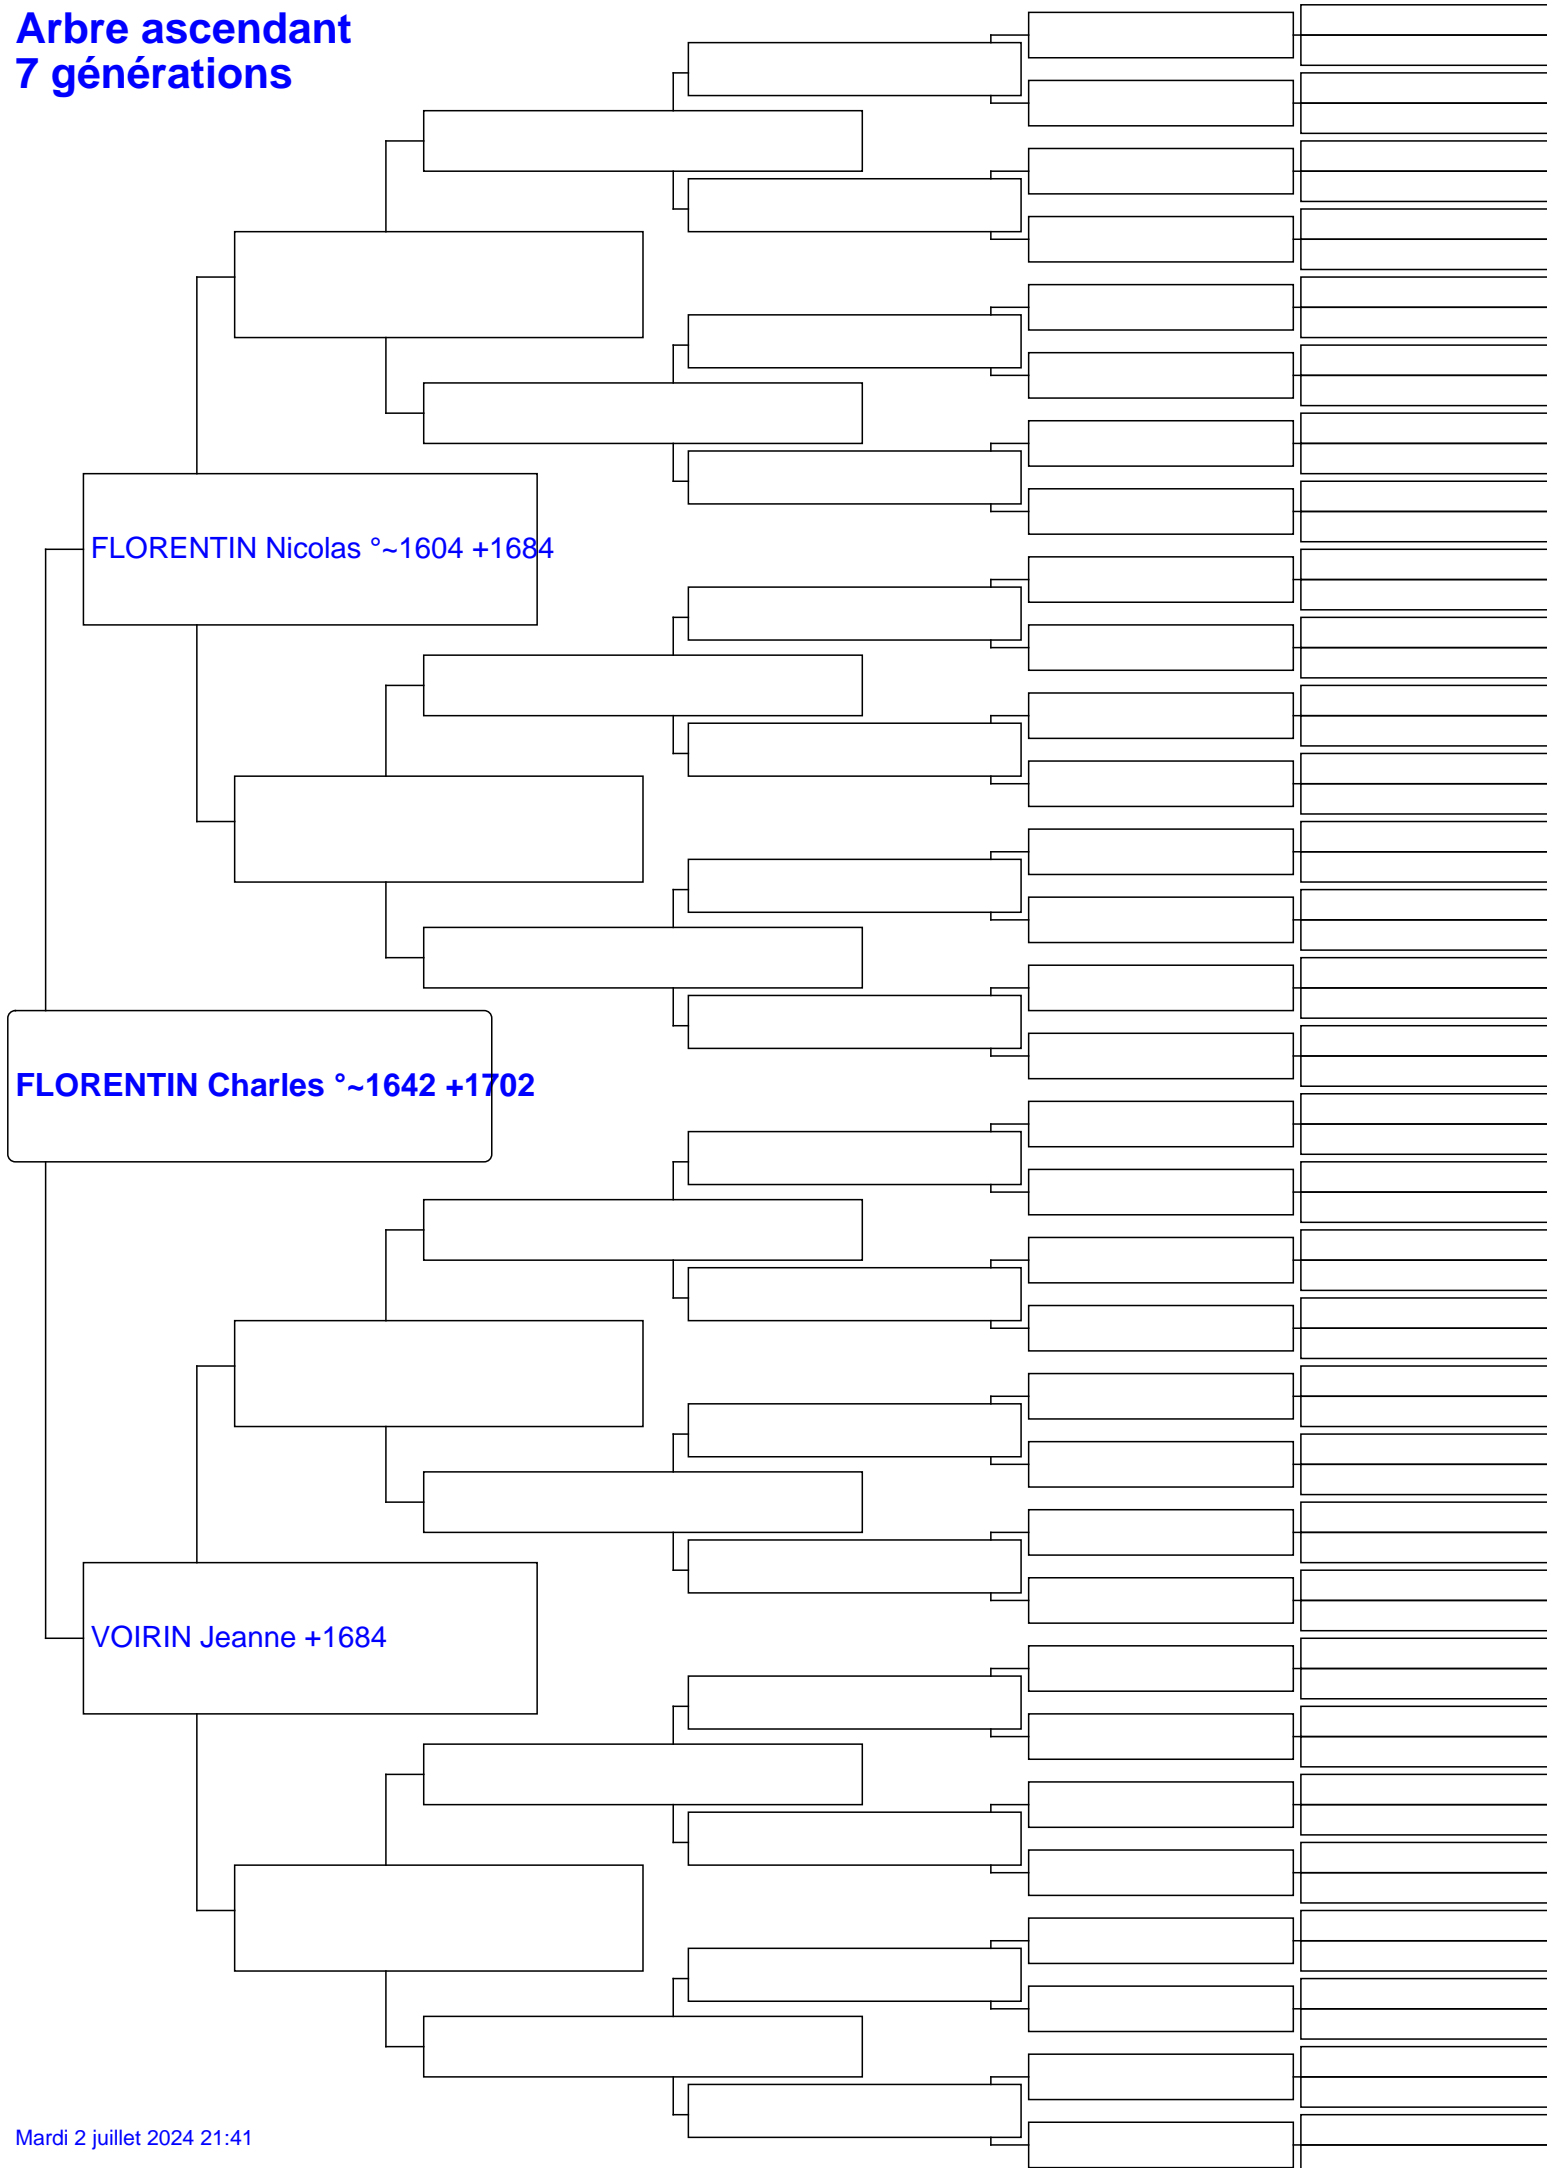 Arbre ascendant
7 générations
FLORENTIN Nicolas °~1604 +1684
FLORENTIN Charles °~1642 +1702
VOIRIN Jeanne +1684
Mardi 2 juillet 2024 21:41